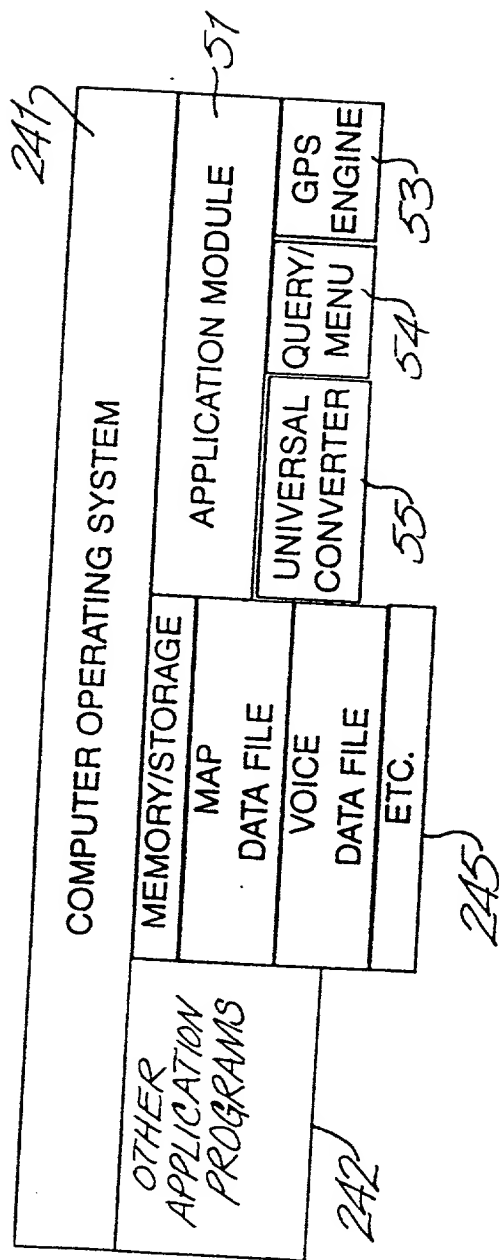 241
COMPUTER OPERATING SYSTEM
OTHER
APPLICATION
PROGRAMS
242
MEMORY/STORAGE
MAP
DATA FILE
VOICE
DATA FILE
ETC.
245
APPLICATION MODULE
51
UNIVERSAL
CONVERTER
55
QUERY/
MENU
54
GPS
ENGINE
53